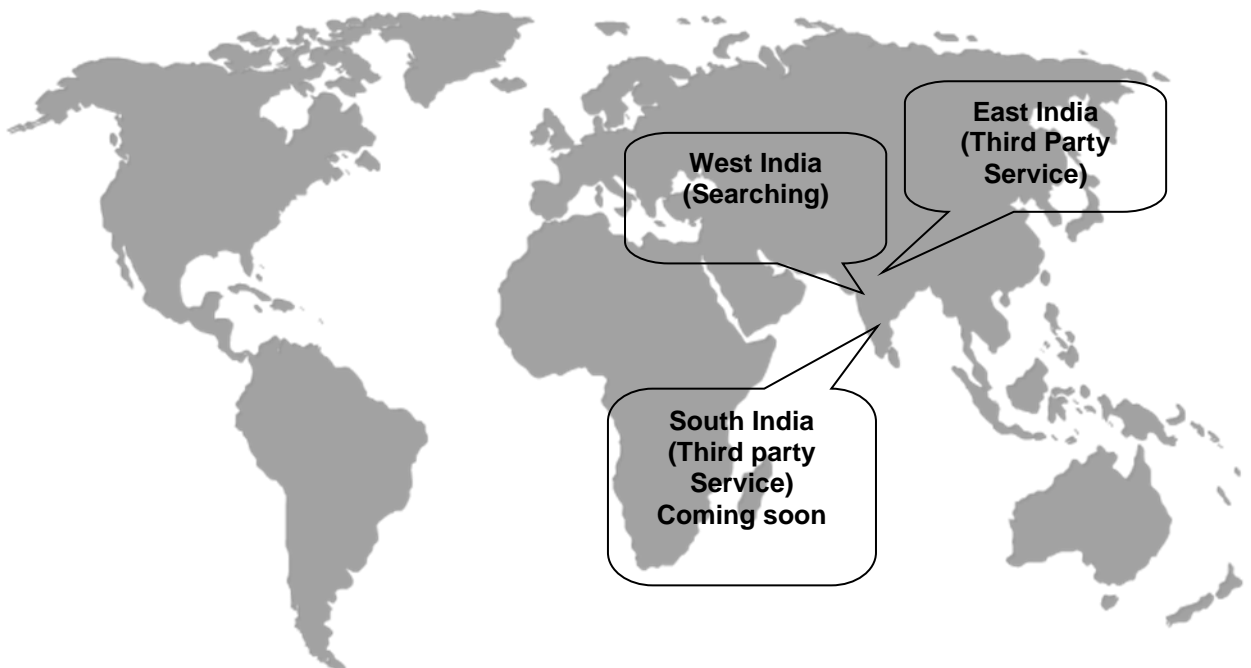 East India
(Third Party
Service)
West India
(Searching)
South India
(Third party
Service)
Coming soon